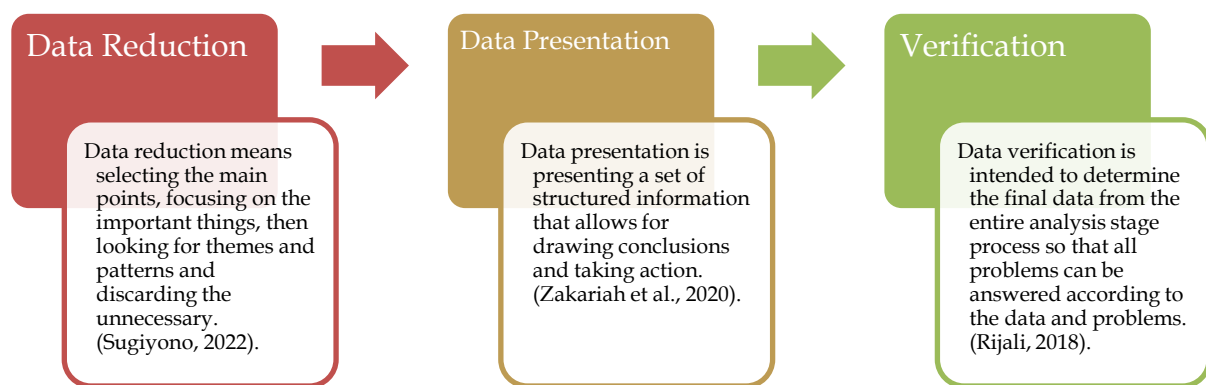 Data Reduction
Data reduction means
selecting the main
points, focusing on the
important things, then
looking for themes and
patterns and
discarding the
unnecessary.
(Sugiyono, 2022).
Data Presentation
Data presentation is
presenting a set of
structured information
that allows for
drawing conclusions
and taking action.
(Zakariah et al., 2020).
Verification
Data verification is
intended to determine
the final data from the
entire analysis stage
process so that all
problems can be
answered according to
the data and problems.
(Rijali, 2018).